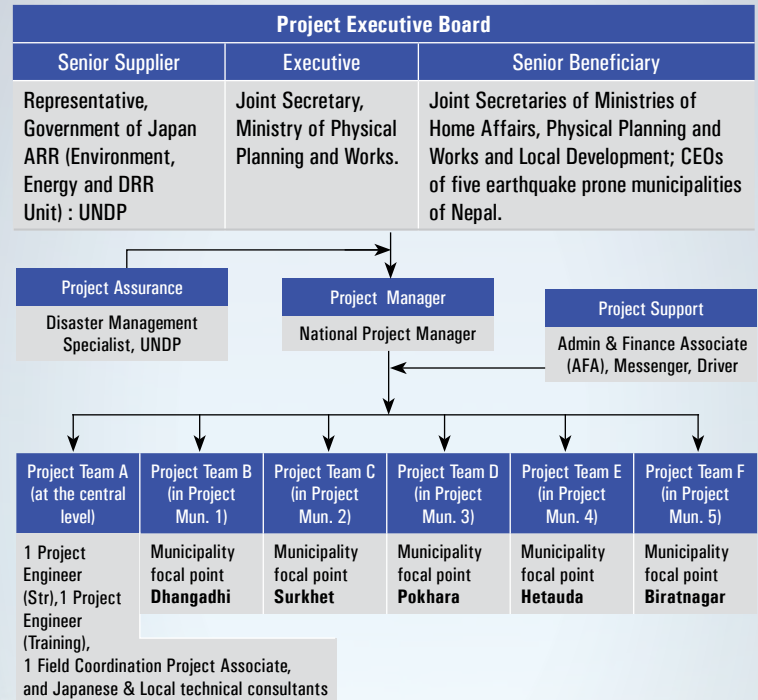 Project Executive Board
Senior Supplier
Executive
Senior Beneficiary
Representative,
Government of Japan
ARR (Environment,
Energy and DRR
Unit) : UNDP
Joint Secretary,
Ministry of Physical
Planning and Works.
Joint Secretaries of Ministries of
Home Affairs, Physical Planning and
Works and Local Development; CEOs
of five earthquake prone municipalities
of Nepal.
Project Assurance
Disaster Management
Specialist, UNDP
Project Manager
National Project Manager
Project Support
Admin & Finance Associate
(AFA), Messenger, Driver
Project Team A
(at the central
level)
1 Project
Engineer
(Str),1 Project
Engineer
(Training),
1 Field Coordination Project Associate,
and Japanese & Local technical consultants
Project Team B
(in Project
Mun. 1)
Municipality
focal point
Dhangadhi
Project Team C
(in Project
Mun. 2)
Municipality
focal point
Surkhet
Project Team D
(in Project
Mun. 3)
Municipality
focal point
Pokhara
Project Team E
(in Project
Mun. 4)
Municipality
focal point
Hetauda
Project Team F
(in Project
Mun. 5)
Municipality
focal point
Biratnagar